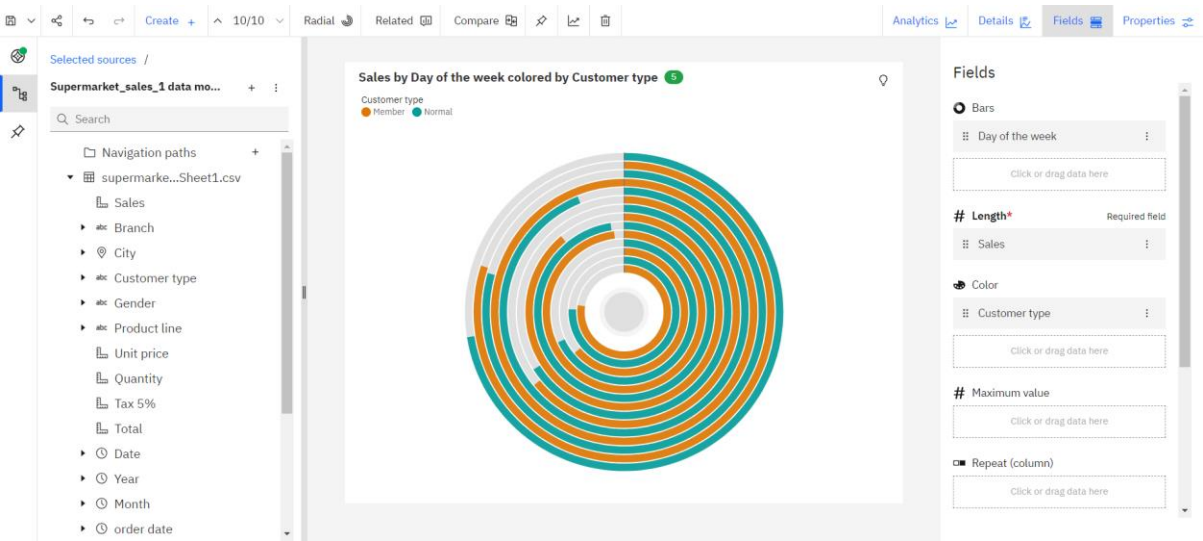 Create +
10/10
Radial
Related
Compare
Analytics
Details
Fields
Properties
Selected sources /
Supermarket_sales_1 data mo... +
Search
Navigation paths +
supermarke...Sheet1.csv
Sales
abc Branch
City
abc Customer type
abc Gender
abc Product line
Unit price
Quantity
Tax 5%
Total
Date
Year
Month
order date
Sales by Day of the week colored by Customer type 5
Customer type
Member Normal
Fields
Bars
Day of the week
Click or drag data here
# Length* Required field
Sales
Color
Customer type
Click or drag data here
# Maximum value
Click or drag data here
Repeat (column)
Click or drag data here